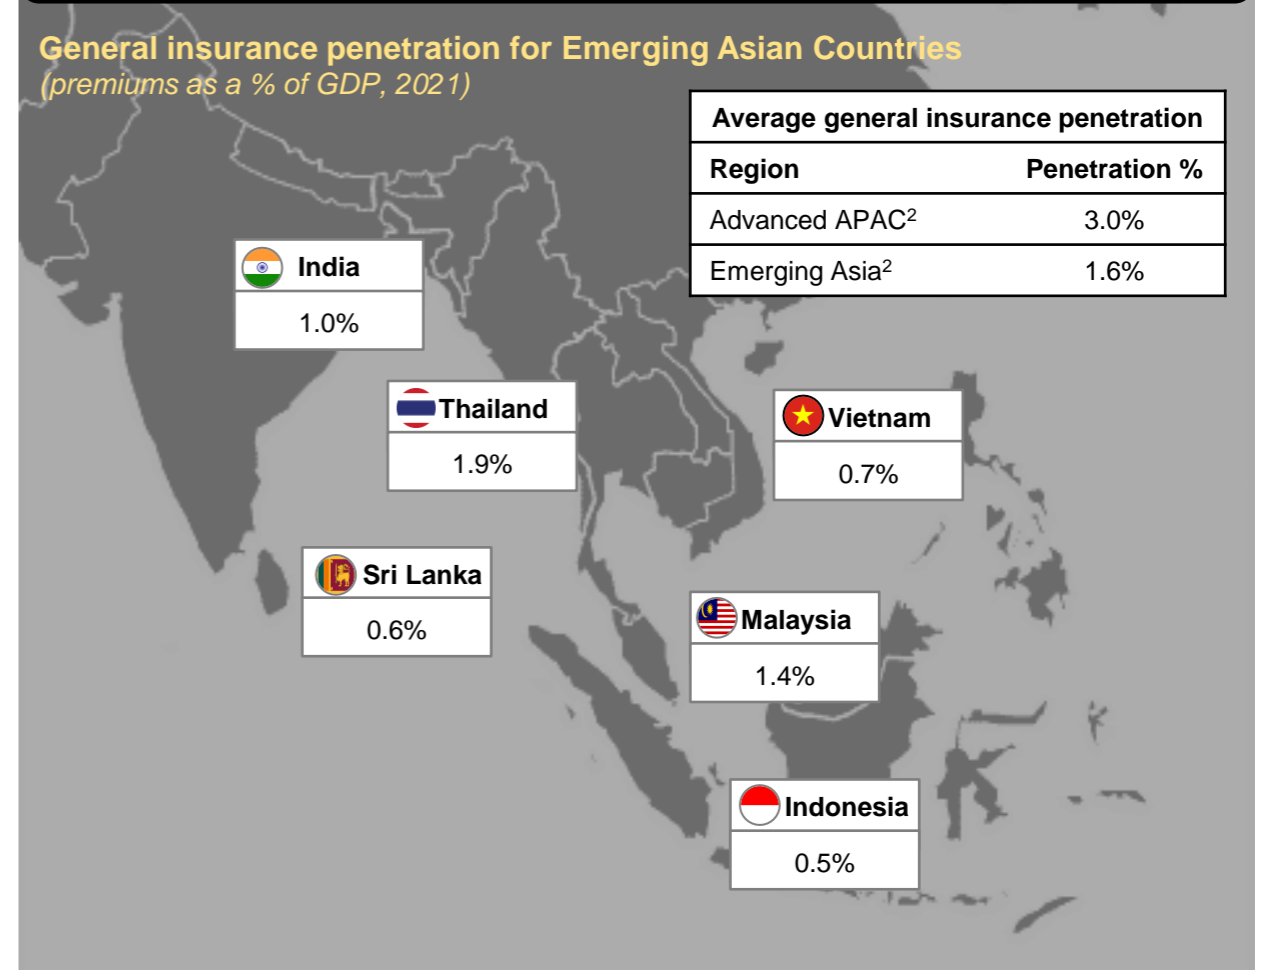 General insurance penetration for Emerging Asian Countries
(premiums as a % of GDP, 2021)
Average general insurance penetration
Region Penetration %
Advanced APAC² 3.0%
Emerging Asia² 1.6%
India
1.0%
Thailand
1.9%
Vietnam
0.7%
Sri Lanka
0.6%
Malaysia
1.4%
Indonesia
0.5%